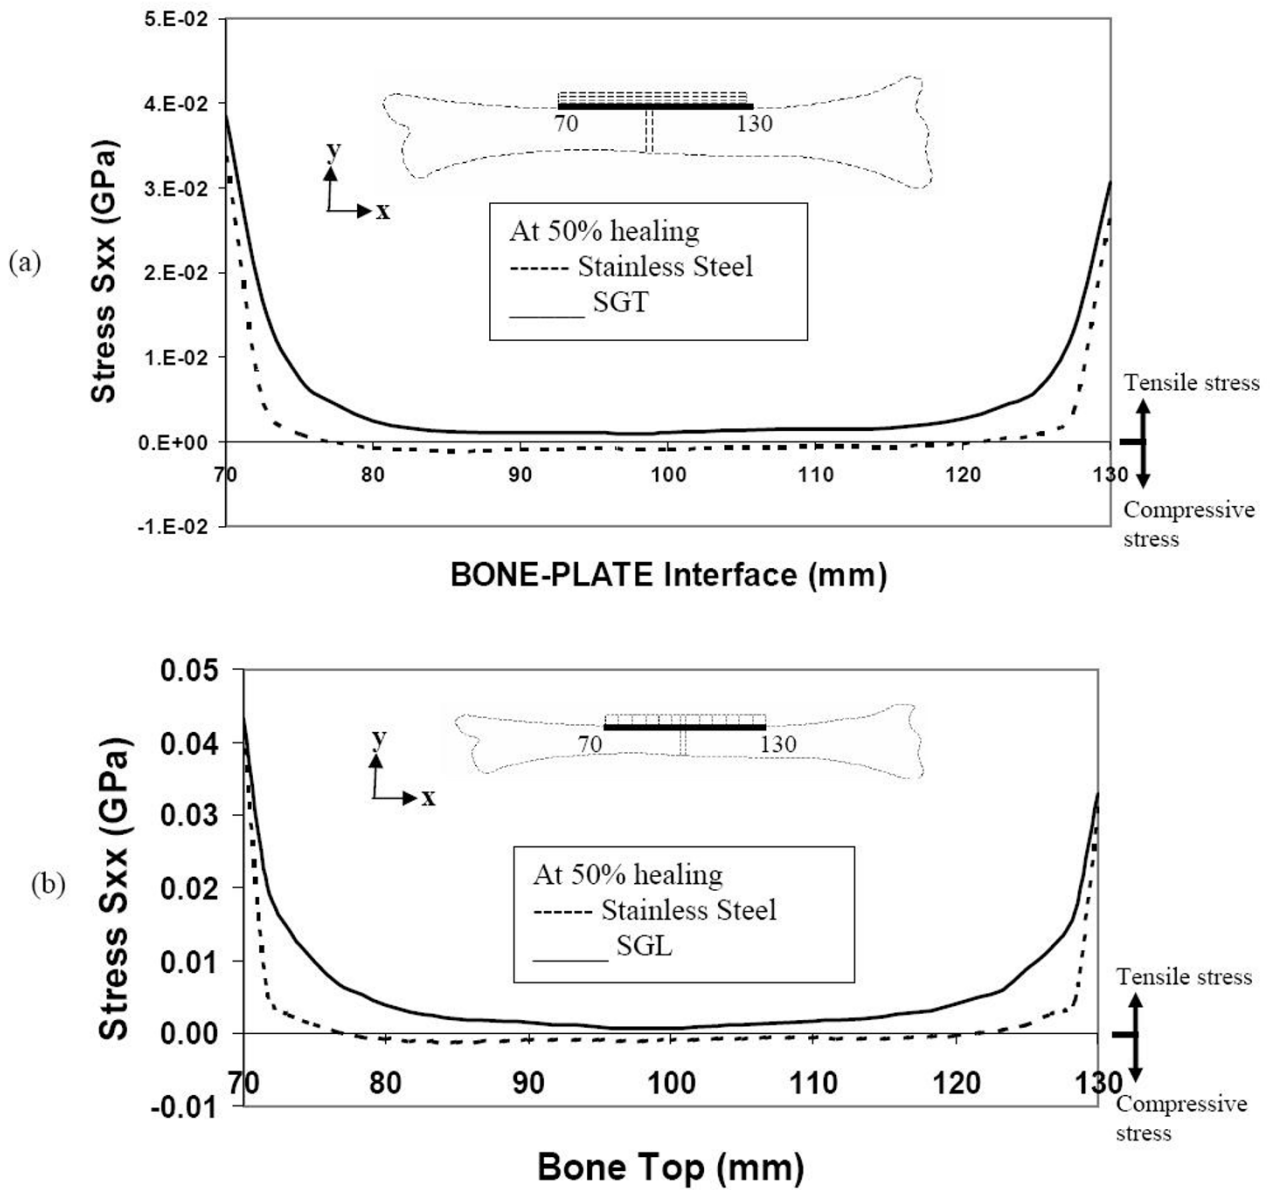 (a)
Stress Sxx (GPa)
5.E-02
4.E-02
3.E-02
2.E-02
1.E-02
0.E+00
-1.E-02
70 130
y
x
At 50% healing
------ Stainless Steel
_____ SGT
Tensile stress
Compressive
stress
70 80 90 100 110 120 130
BONE-PLATE Interface (mm)
(b)
Stress Sxx (GPa)
0.05
0.04
0.03
0.02
0.01
0.00
-0.01
70 130
y
x
At 50% healing
------ Stainless Steel
_____ SGL
Tensile stress
Compressive
stress
70 80 90 100 110 120 130
Bone Top (mm)